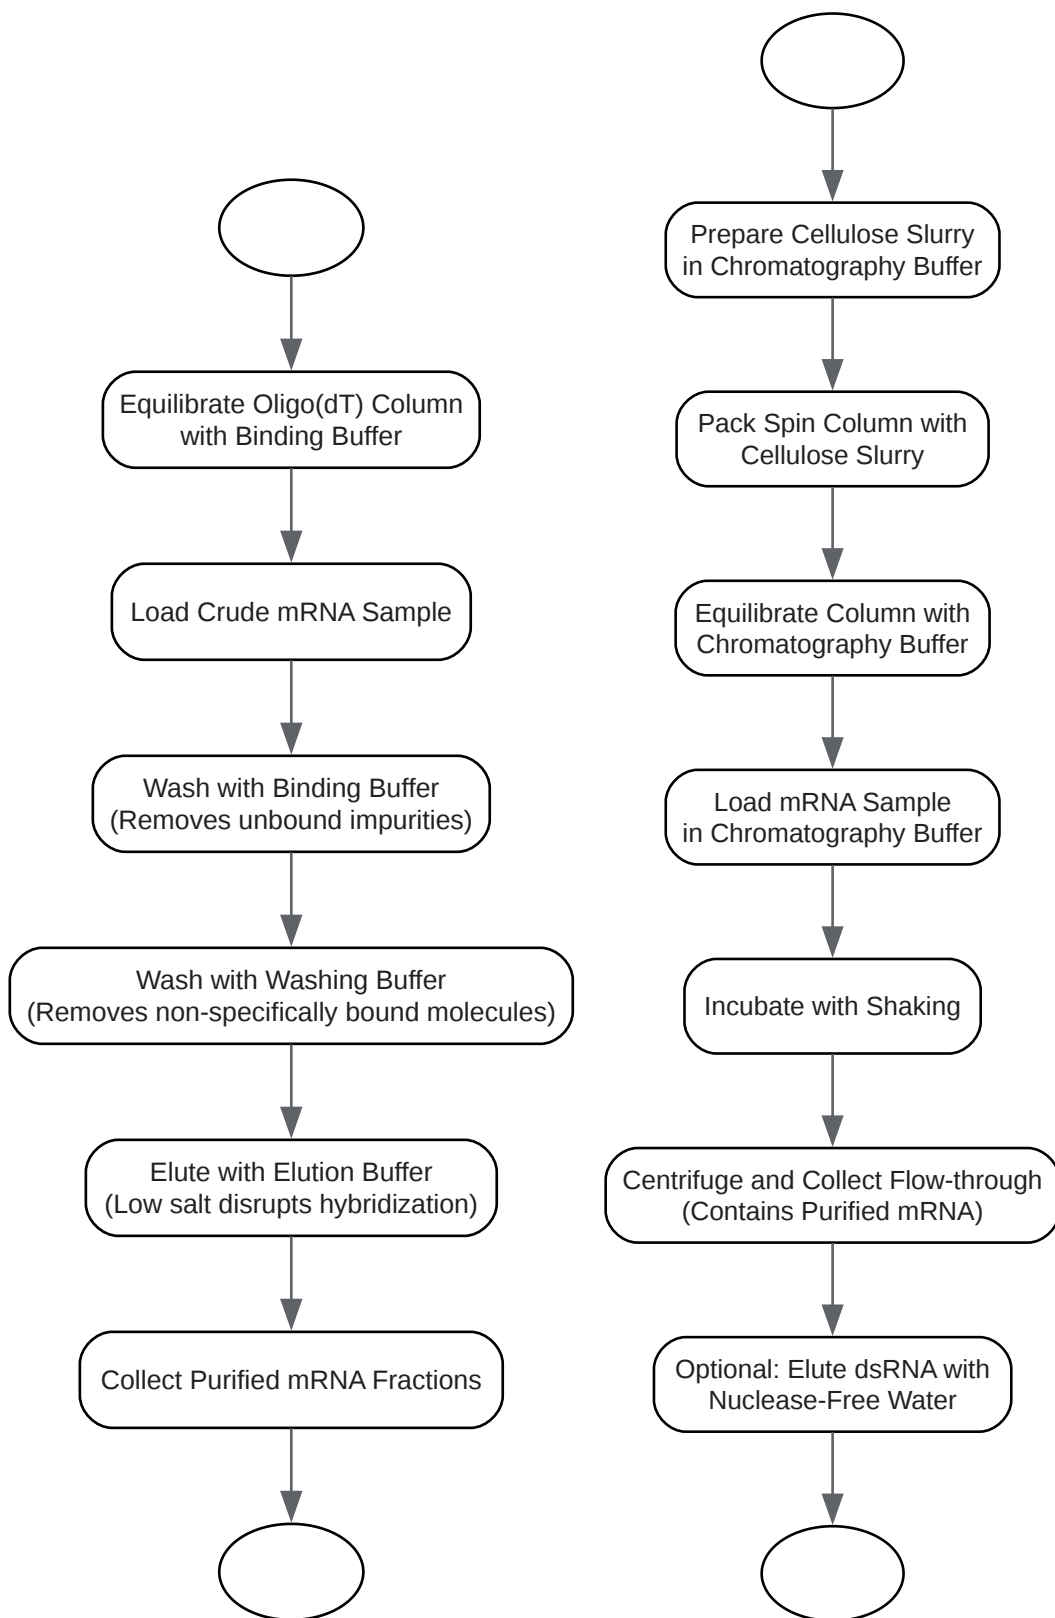 Equilibrate Oligo(dT) Column
with Binding Buffer
Load Crude mRNA Sample
Wash with Binding Buffer
(Removes unbound impurities)
Wash with Washing Buffer
(Removes non-specifically bound molecules)
Elute with Elution Buffer
(Low salt disrupts hybridization)
Collect Purified mRNA Fractions
Prepare Cellulose Slurry
in Chromatography Buffer
Pack Spin Column with
Cellulose Slurry
Equilibrate Column with
Chromatography Buffer
Load mRNA Sample
in Chromatography Buffer
Incubate with Shaking
Centrifuge and Collect Flow-through
(Contains Purified mRNA)
Optional: Elute dsRNA with
Nuclease-Free Water